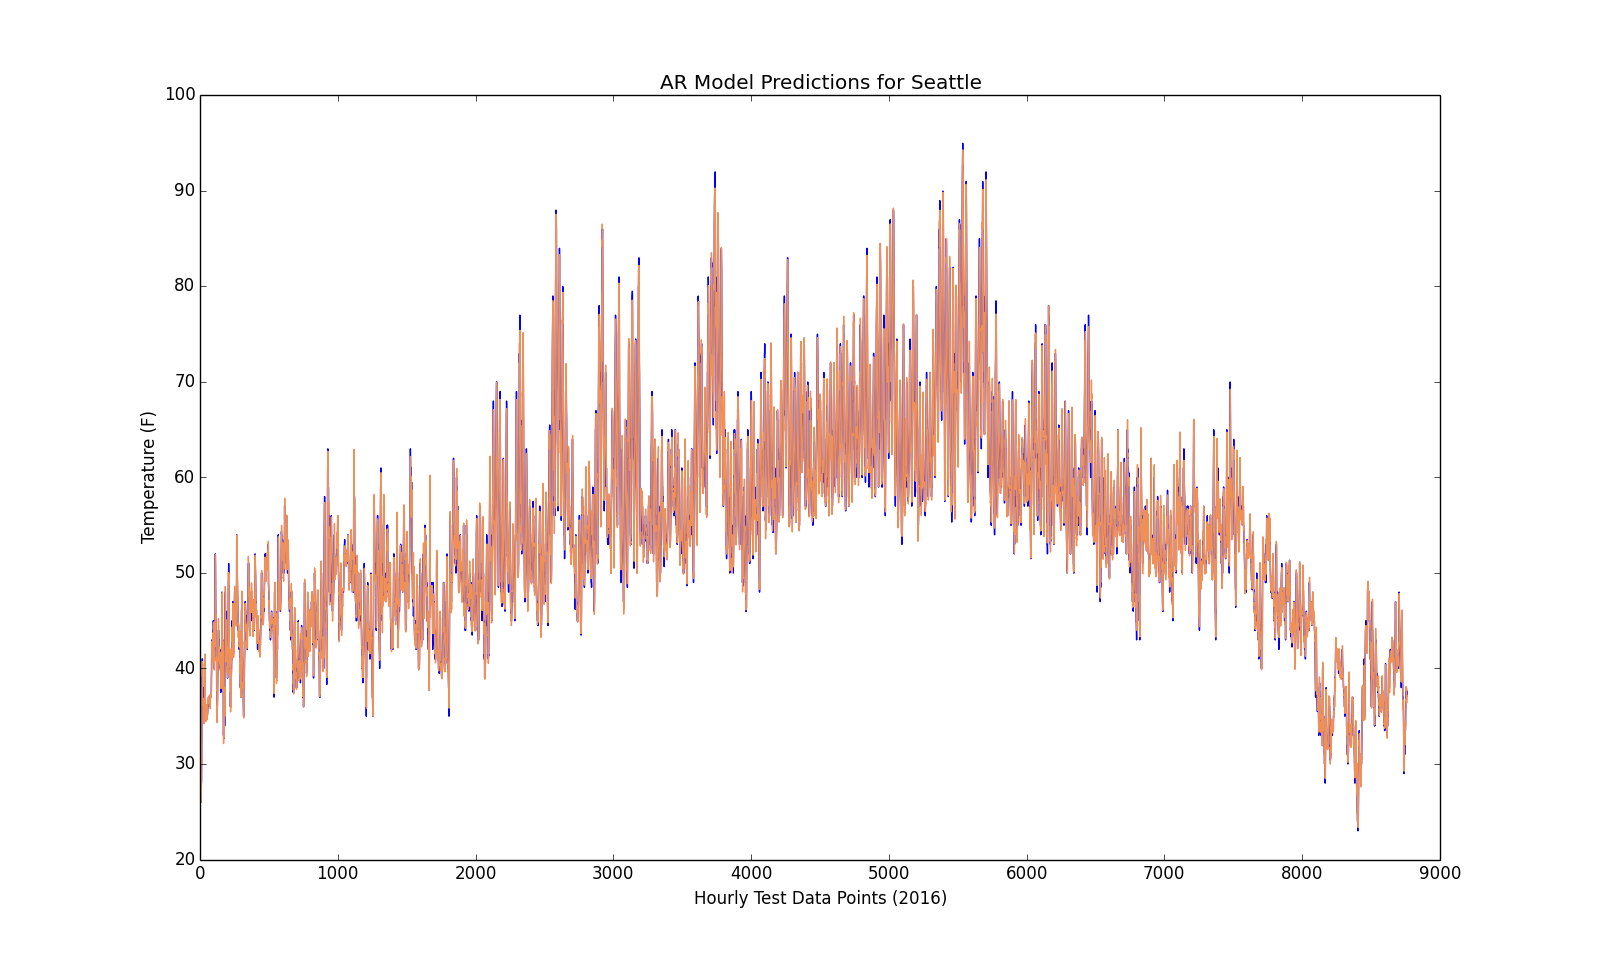 AR Model Predictions for Seattle
100
90
80
70
60
50
40
30
20
Temperature (F)
0 1000 2000 3000 4000 5000 6000 7000 8000 9000
Hourly Test Data Points (2016)